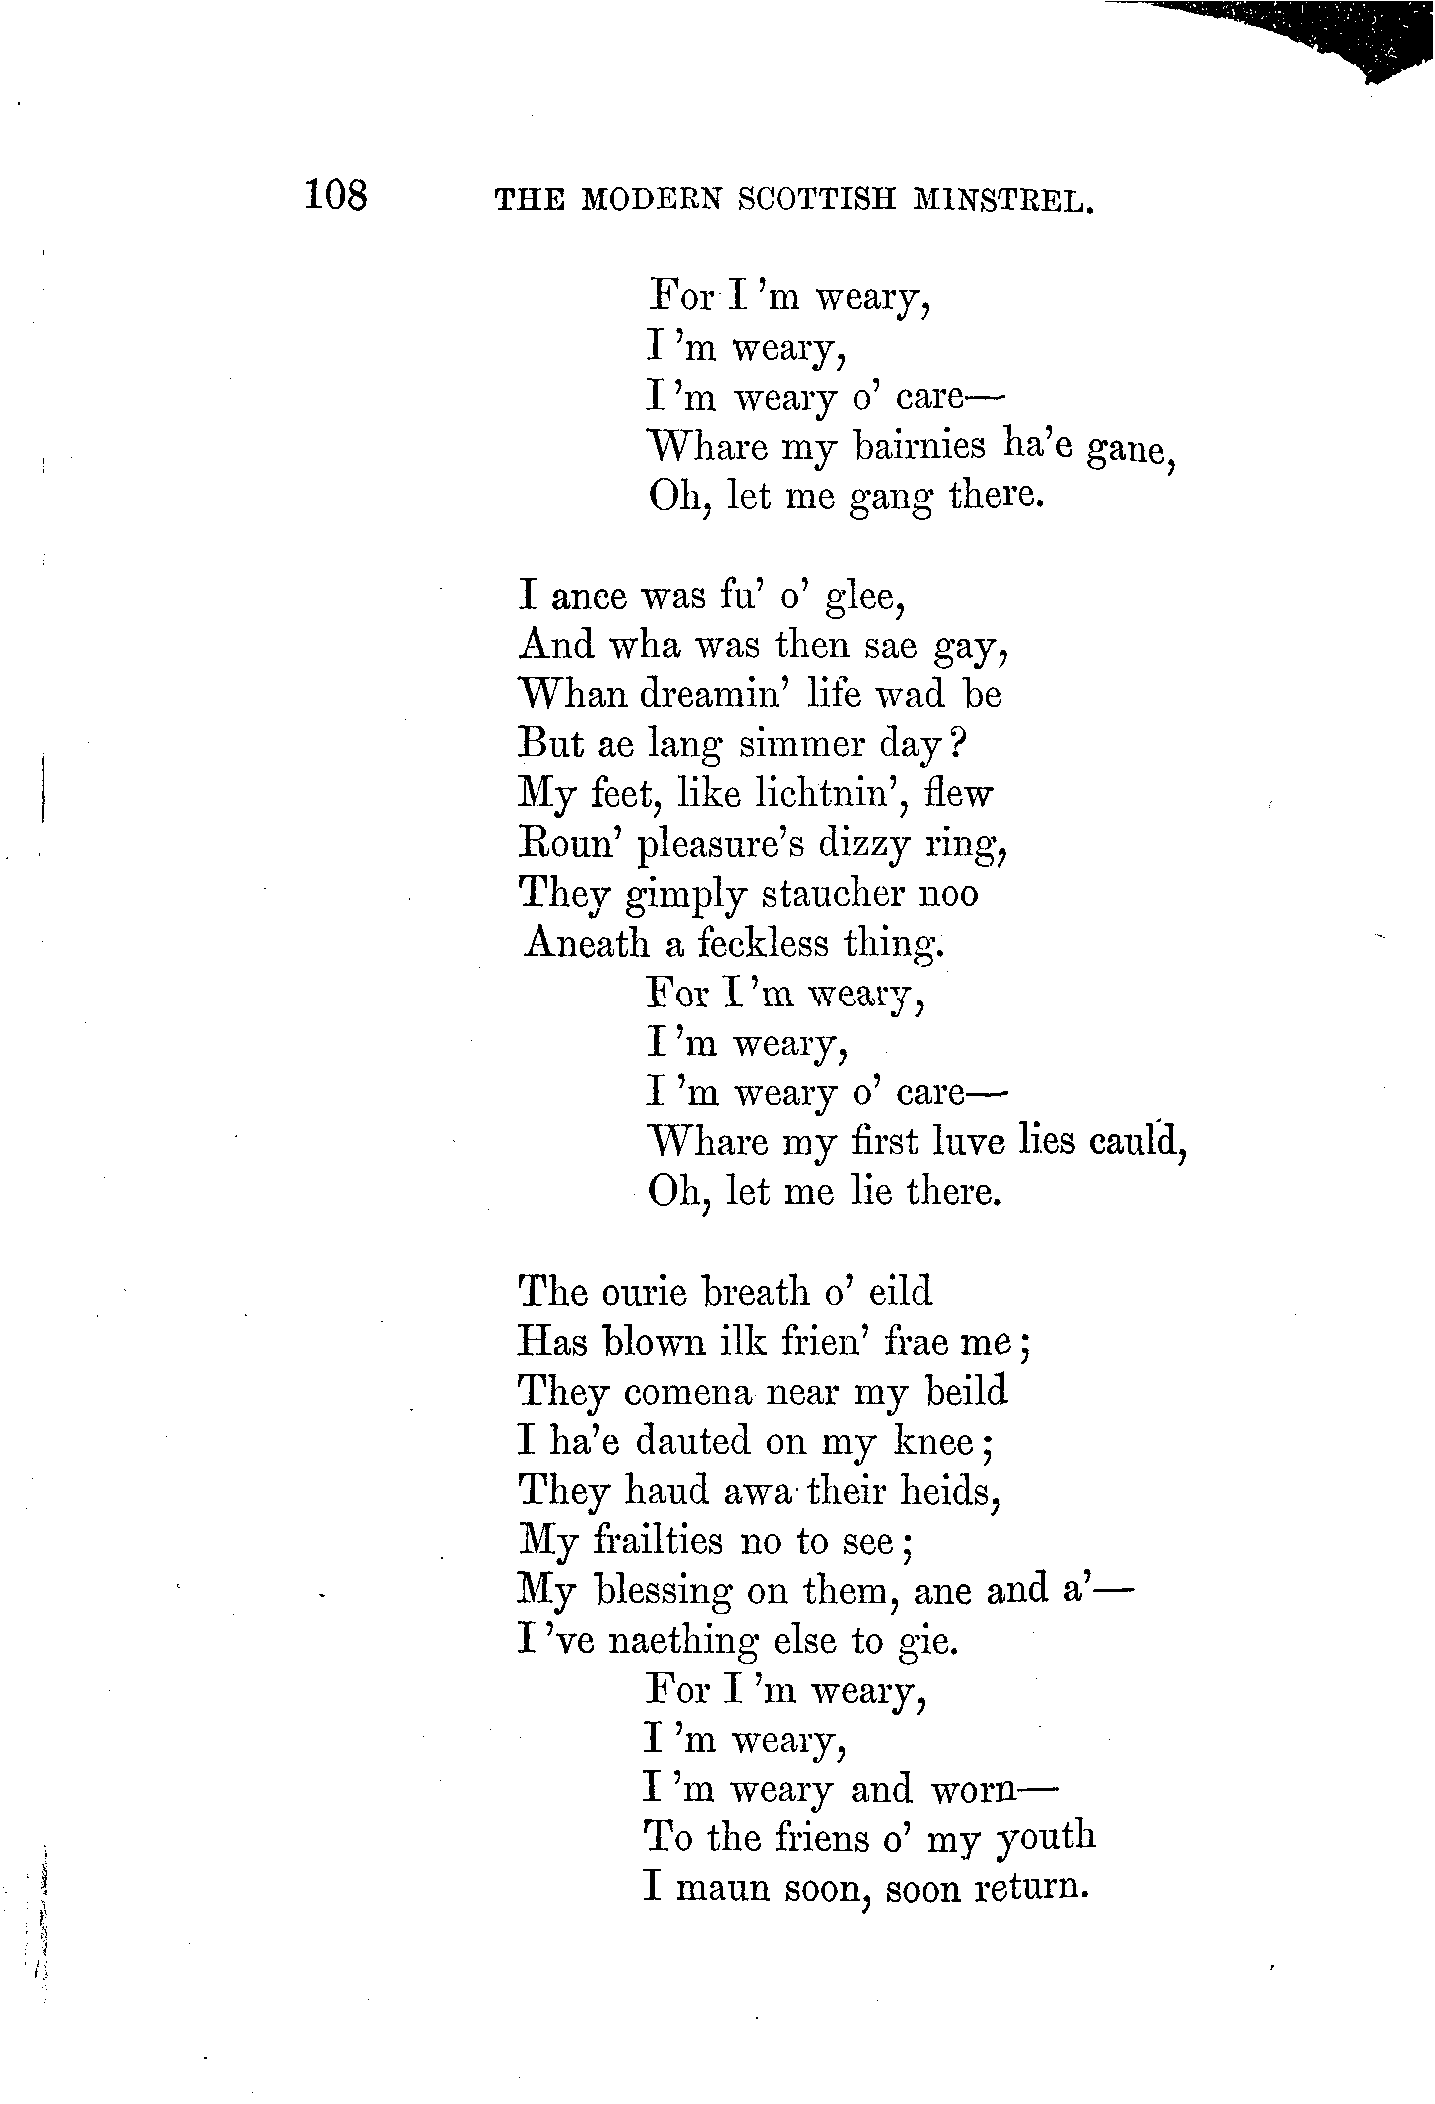 108 THE MODERN SCOTTISH MINSTREL.
For I 'm weary,
I 'm weary,
I 'm weary o' care—
Whare my bairnies ha'e gane,
Oh, let me gang there.
I ance was fu' o' glee,
And wha was then sae gay,
Whan dreamin' life wad be
But ae lang simmer day?
My feet, like lichtnin', flew
Roun' pleasure's dizzy ring,
They gimply staucher noo
Aneath a feckless thing.
For I 'm weary,
I 'm weary,
I 'm weary o' care—
Whare my first luve lies cauld,
Oh, let me lie there.
The ourie breath o' eild
Has blown ilk frien' frae me;
They comena near my beild
I ha'e dauted on my knee;
They haud awa their heids,
My frailties no to see;
My blessing on them, ane and a'—
I 've naething else to gie.
For I 'm weary,
I 'm weary,
I 'm weary and worn—
To the friens o' my youth
I maun soon, soon return.